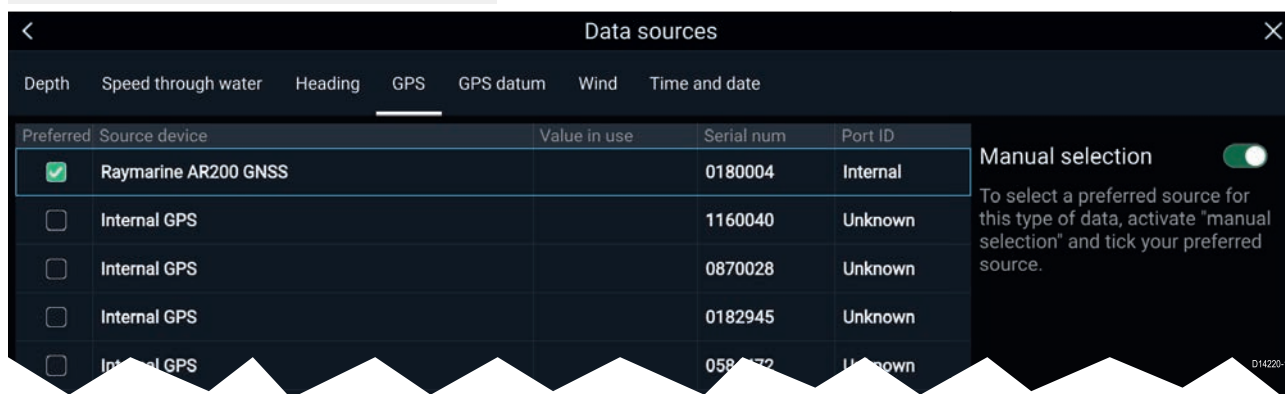 Data sources
Depth Speed through water Heading GPS GPS datum Wind Time and date
Preferred Source device Value in use Serial num Port ID
Raymarine AR200 GNSS 0180004 Internal
Internal GPS 1160040 Unknown
Internal GPS 0870028 Unknown
Internal GPS 0182945 Unknown
GPS
Manual selection
To select a preferred source for
this type of data, activate "manual
selection" and tick your preferred
source.
D14220-